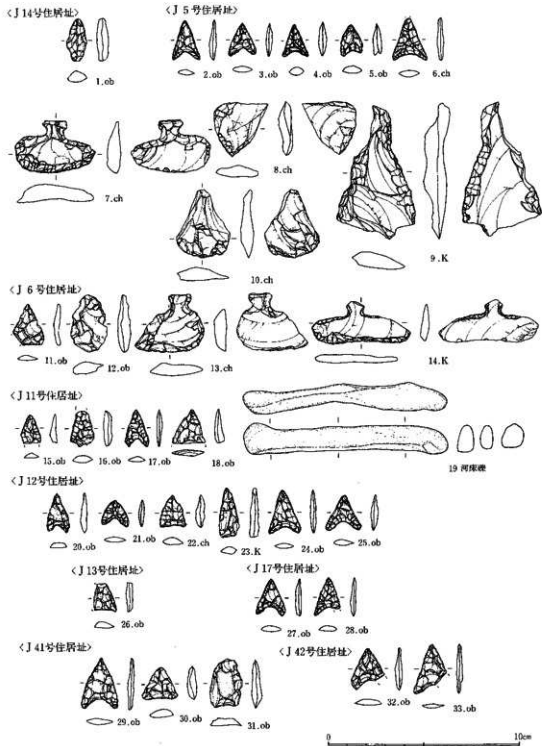 〈J14号住居址〉
〈J5号住居址〉
1.ob
2.ob
3.ob
4.ob
5.ob
6.ch
7.ch
8.ch
9.K
10.ch
〈J6号住居址〉
11.ob
12.ob
13.ch
14.K
〈J11号住居址〉
15.ob
16.ob
17.ob
18.ob
19 河床礫
〈J12号住居址〉
20.ob
21.ob
22.ch
23.K
24.ob
25.ob
〈J13号住居址〉
26.ob
〈J17号住居址〉
27.ob
28.ob
〈J41号住居址〉
29.ob
30.ob
31.ob
〈J42号住居址〉
32.ob
33.ob
0
10cm